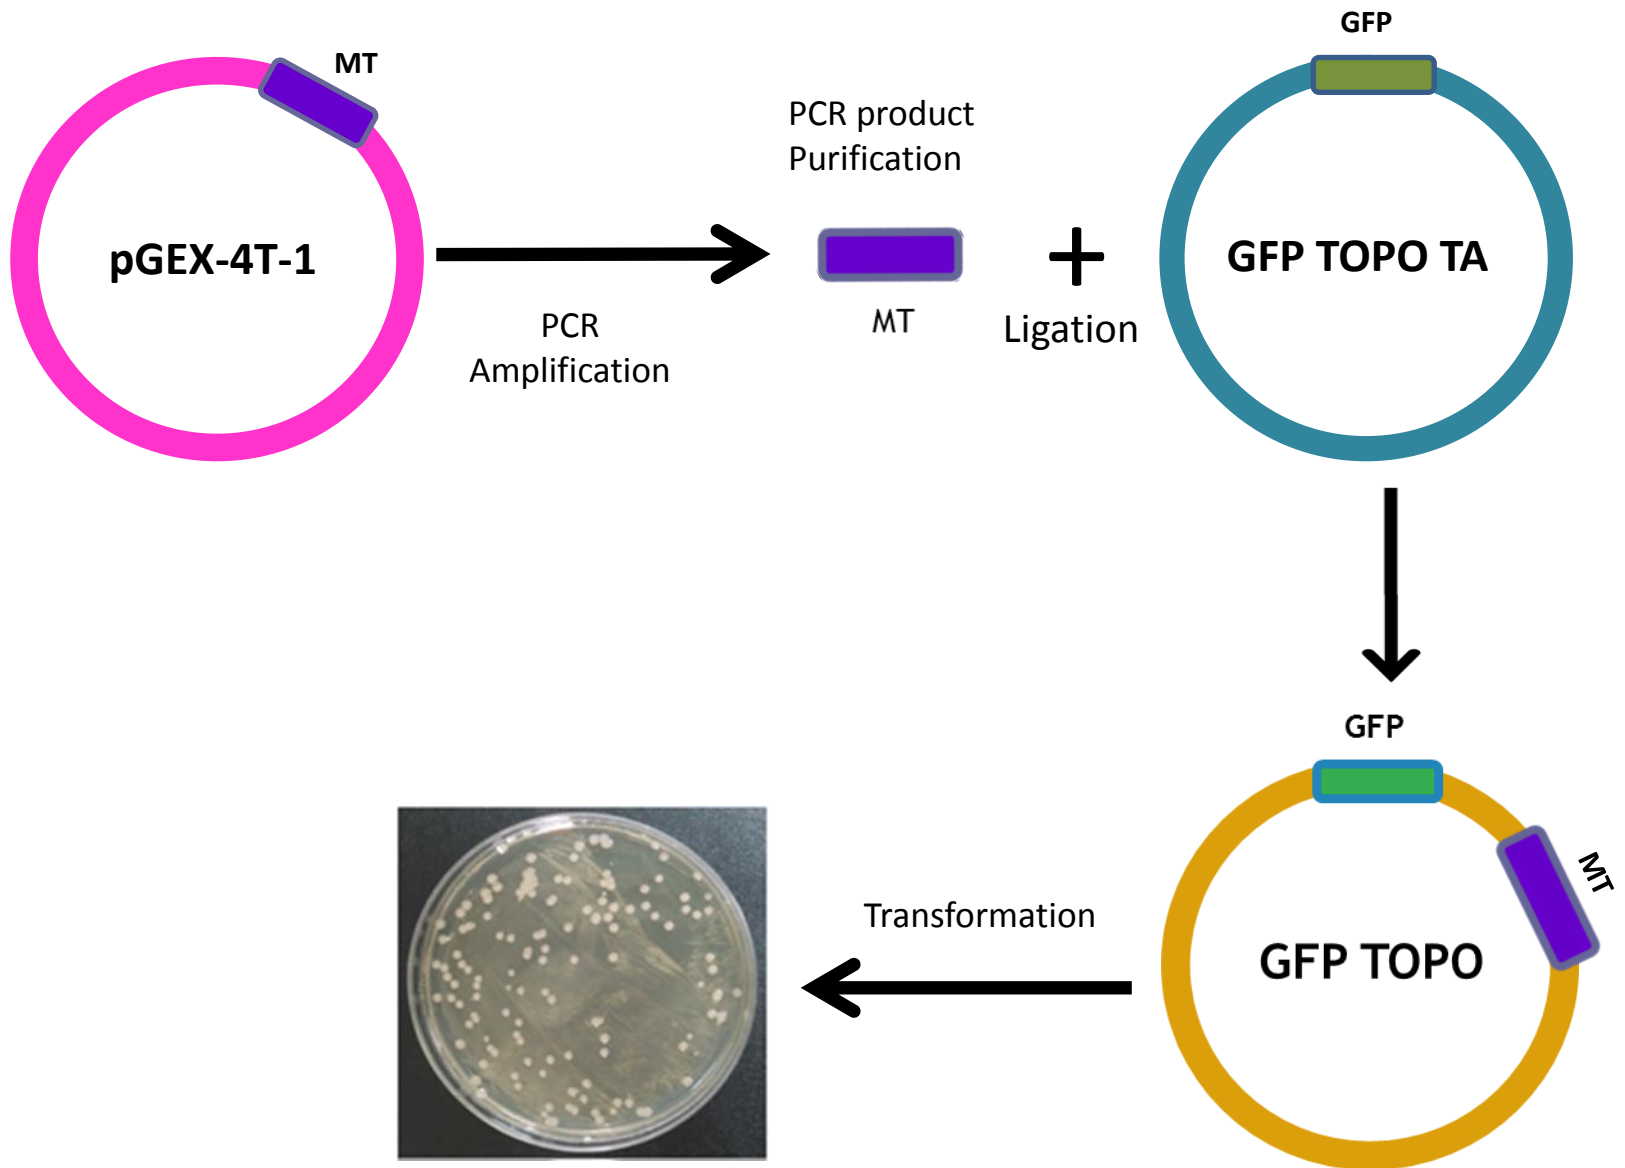 MT
pGEX-4T-1
PCR
Amplification
PCR product
Purification
MT
+
Ligation
GFP
GFP TOPO TA
GFP
MT
GFP TOPO
Transformation